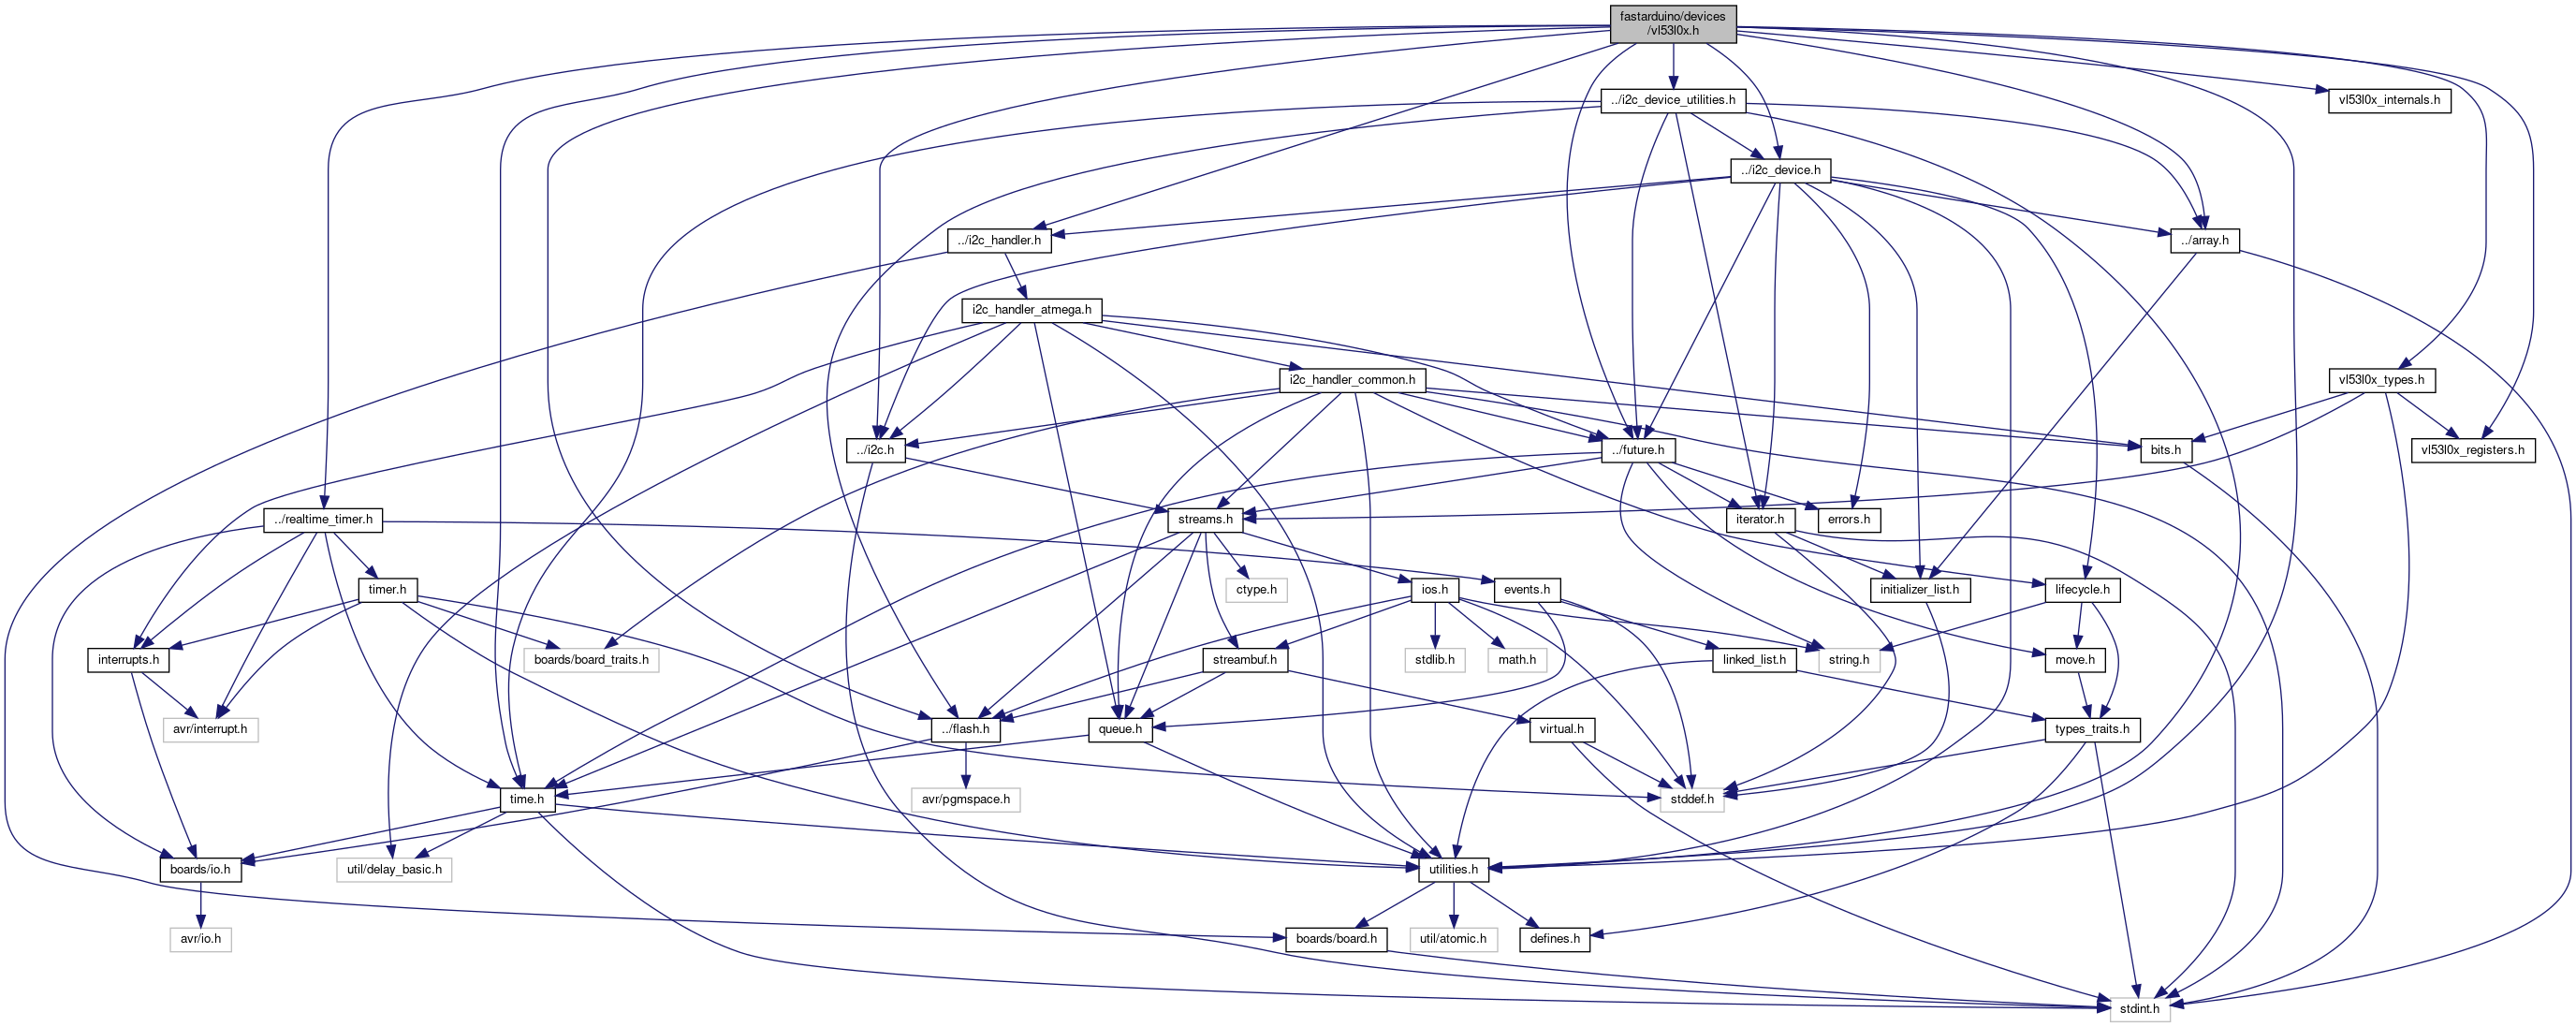 fastarduino/devices
/vl53l0x.h
../i2c_device_utilities.h
vl53l0x_internals.h
../i2c_device.h
../i2c_handler.h
../array.h
i2c_handler_atmega.h
i2c_handler_common.h
vl53l0x_types.h
../i2c.h
../future.h
bits.h
vl53l0x_registers.h
../realtime_timer.h
streams.h
iterator.h
errors.h
timer.h
ctype.h
ios.h
events.h
initializer_list.h
lifecycle.h
interrupts.h
boards/board_traits.h
streambuf.h
stdlib.h
math.h
linked_list.h
string.h
move.h
avr/interrupt.h
../flash.h
queue.h
virtual.h
types_traits.h
time.h
avr/pgmspace.h
stddef.h
boards/io.h
util/delay_basic.h
utilities.h
avr/io.h
boards/board.h
util/atomic.h
defines.h
stdint.h